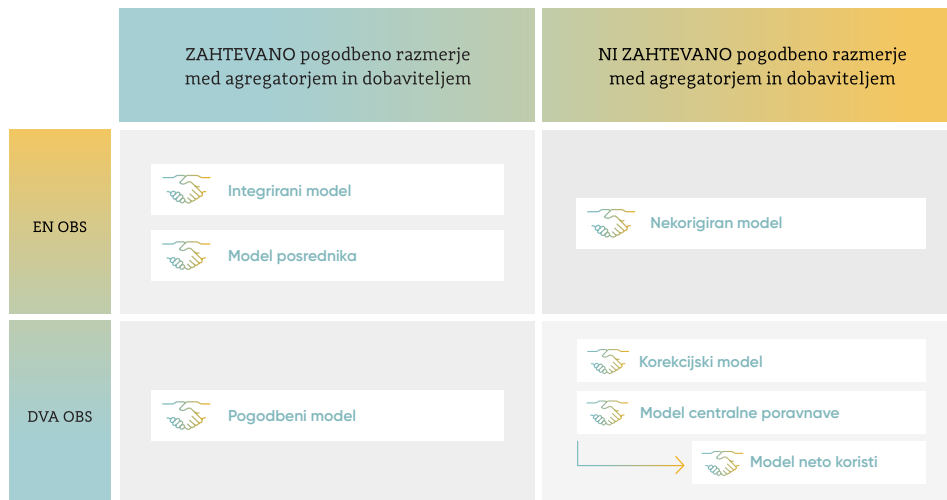 ZAHTEVANO pogodbeno razmerje
med agregatorjem in dobaviteljem
NI ZAHTEVANO pogodbeno razmerje
med agregatorjem in dobaviteljem
EN OBS
Integrirani model
Model posrednika
Nekorigiran model
DVA OBS
Pogodbeni model
Korekcijski model
Model centralne poravnave
Model neto koristi